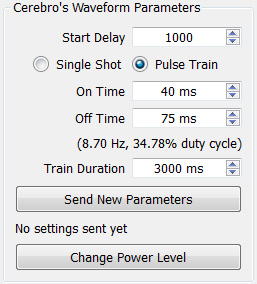 Cerebro's Waveform Parameters
Start Delay 1000
Single Shot Pulse Train
On Time 40 ms
Off Time 75 ms
(8.70 Hz, 34.78% duty cycle)
Train Duration 3000 ms
Send New Parameters
No settings sent yet
Change Power Level